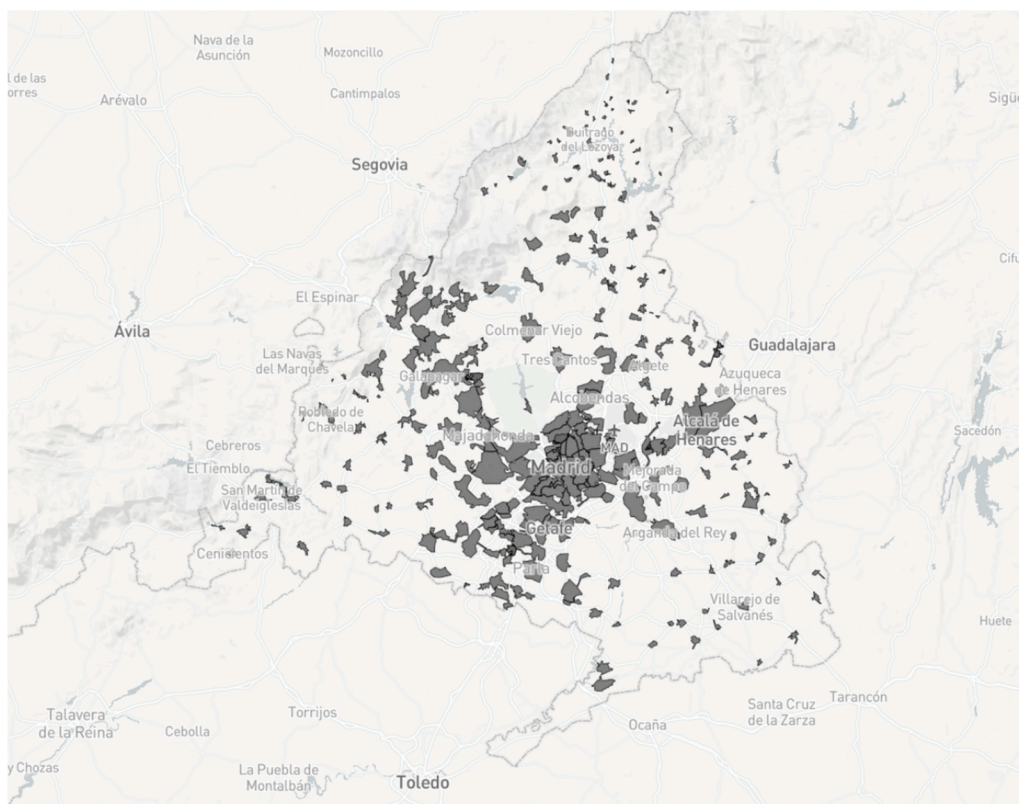 Nava de la
Asunción
Mozoncillo
l de las
orres
Arévalo
Cantimpalos
Sigü
Buitrago
del Lozoya
Segovia
Cifu
El Espinar
Ávila
Colmenar Viejo
Guadalajara
Las Navas
del Marqués
Tres Cantos
Algete
Galapagar
Azuqueca
de Henares
Alcobendas
Robledo de
Chavela
Alcalá de
Henares
Sacedón
Majadahonda
Cebreros
MAD
El Tiemblo
Madrid
Mejorada
del Campo
San Martín de
Valdeiglesias
Getafe
Arganda del Rey
Cenicientos
Parla
Villarejo de
Salvanés
Huete
Tarancón
Santa Cruz
de la Zarza
Talavera
de la Reina
Torrijos
Ocaña
Cebolla
y Chozas
La Puebla de
Montalbán
Toledo